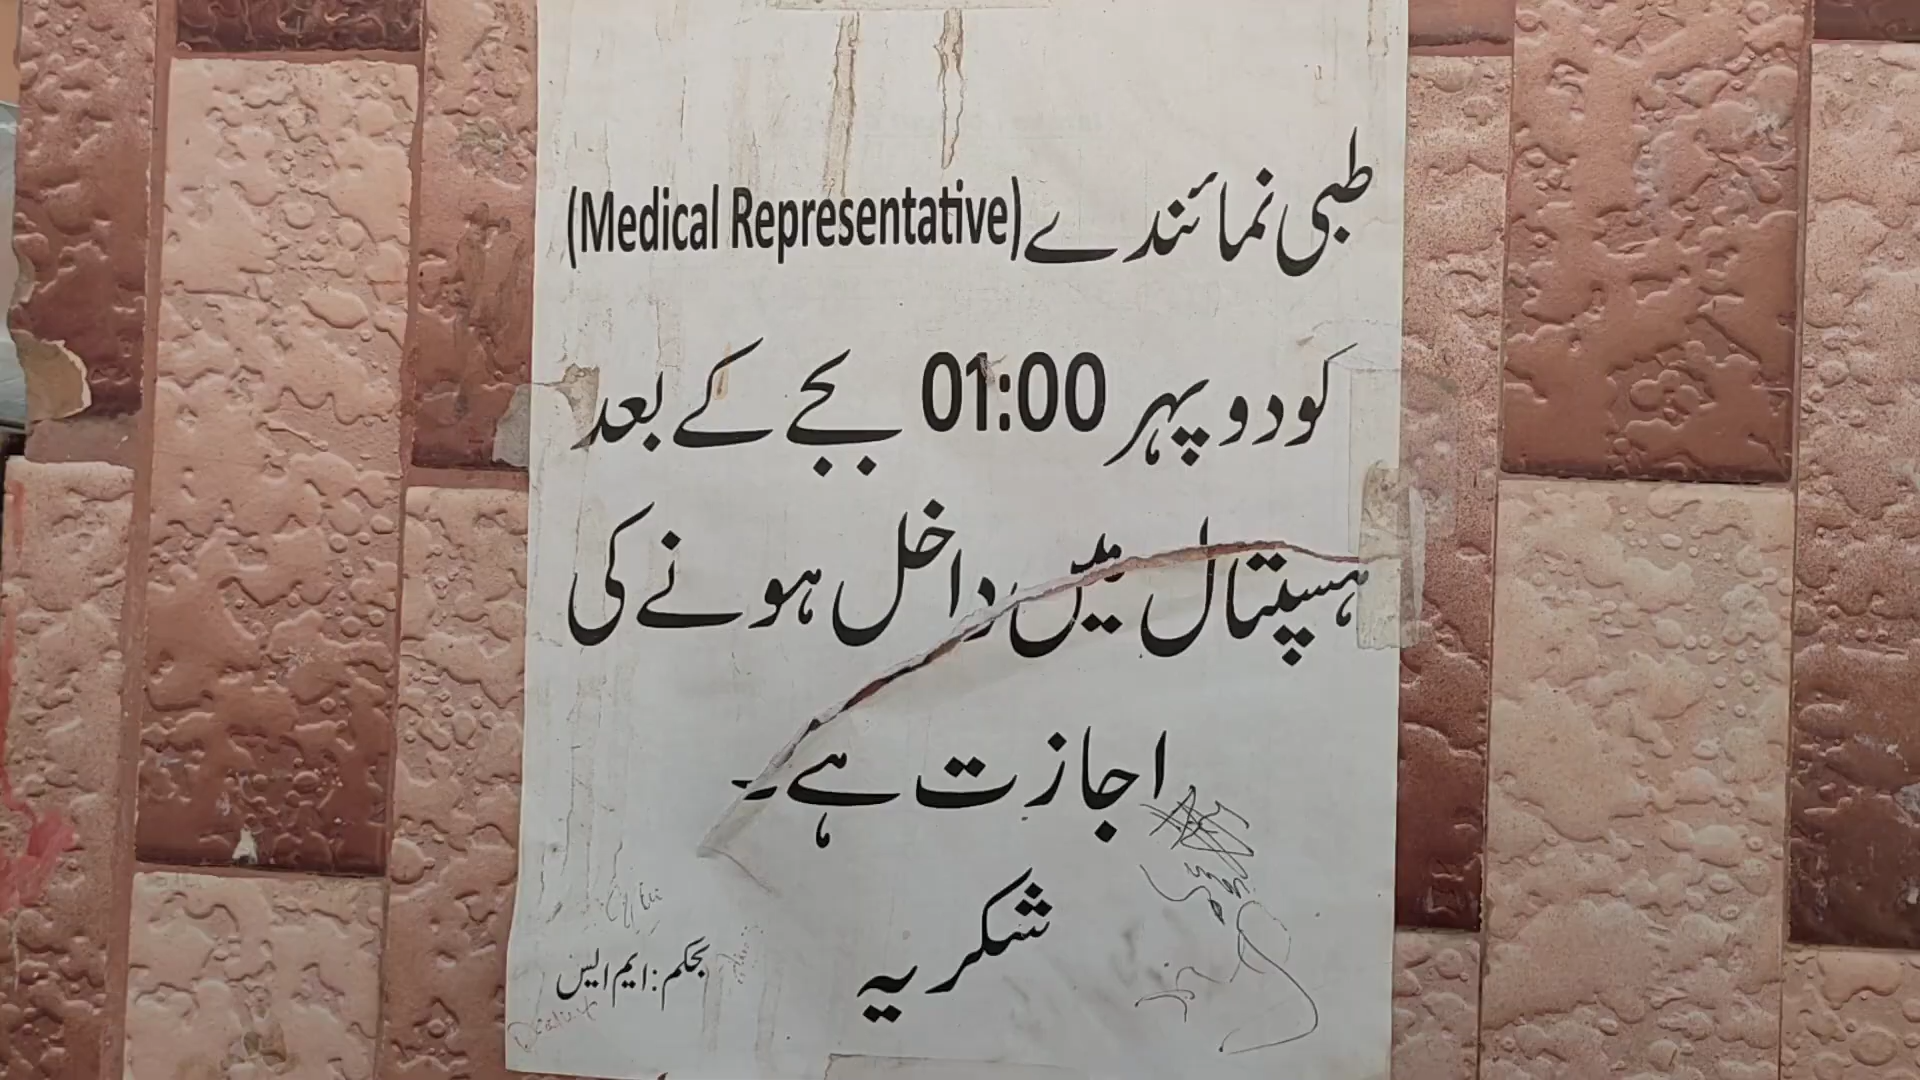 طبی نمائندے (Medical Representative)
کو دوپہر 01:00 بجے کے بعد
ہسپتال میں داخل ہونے کی
اجازت ہے۔
شکریہ
بحکم: ایم ایس